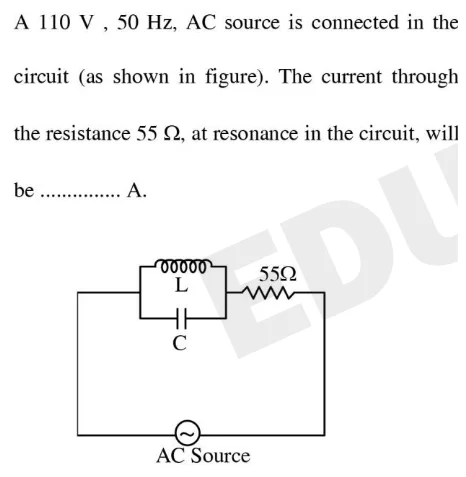 A 110 V , 50 Hz, AC source is connected in the
circuit (as shown in figure). The current through
the resistance 55 Ω, at resonance in the circuit, will
be ............... A.
55Ω
L
C
AC Source
EDU